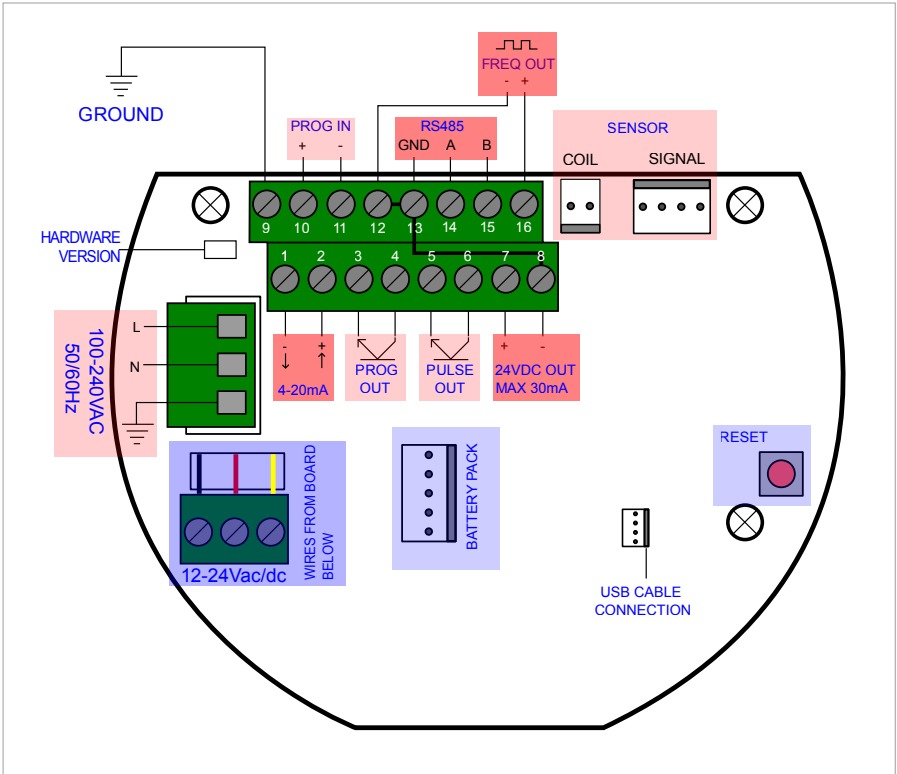 FREQ OUT
- +
GROUND
PROG IN
+ -
RS485
GND A B
SENSOR
COIL SIGNAL
9 10 11 12 13 14 15 16
HARDWARE
VERSION
1 2 3 4 5 6 7 8
L
N
100-240VAC
50/60Hz
- +
4-20mA
PROG
OUT
PULSE
OUT
+ -
24VDC OUT
MAX 30mA
RESET
WIRES FROM BOARD
BELOW
12-24Vac/dc
BATTERY PACK
USB CABLE
CONNECTION